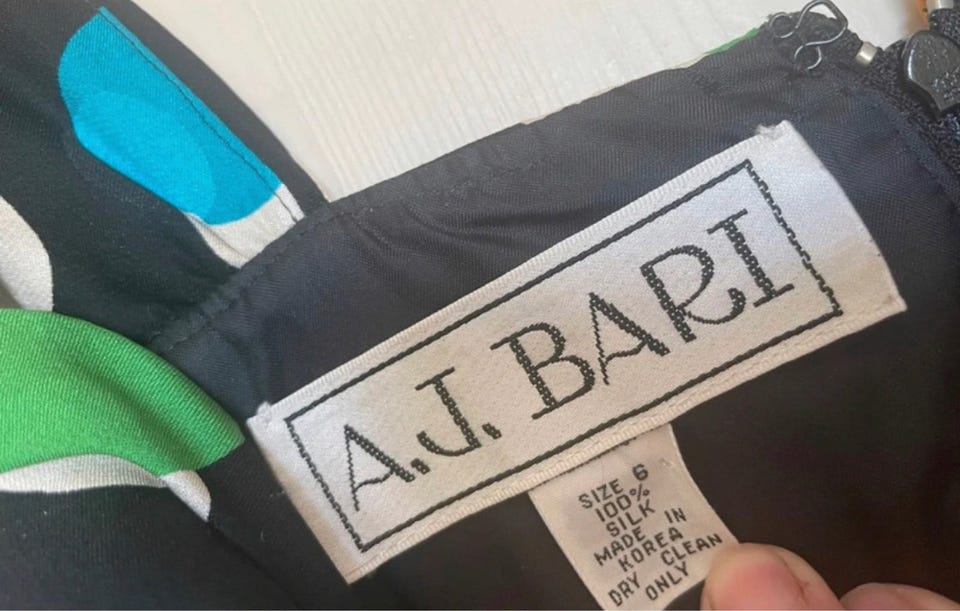 A.J. BARI
SIZE 6
100%
SILK
MADE IN
KOREA
DRY CLEAN
ONLY